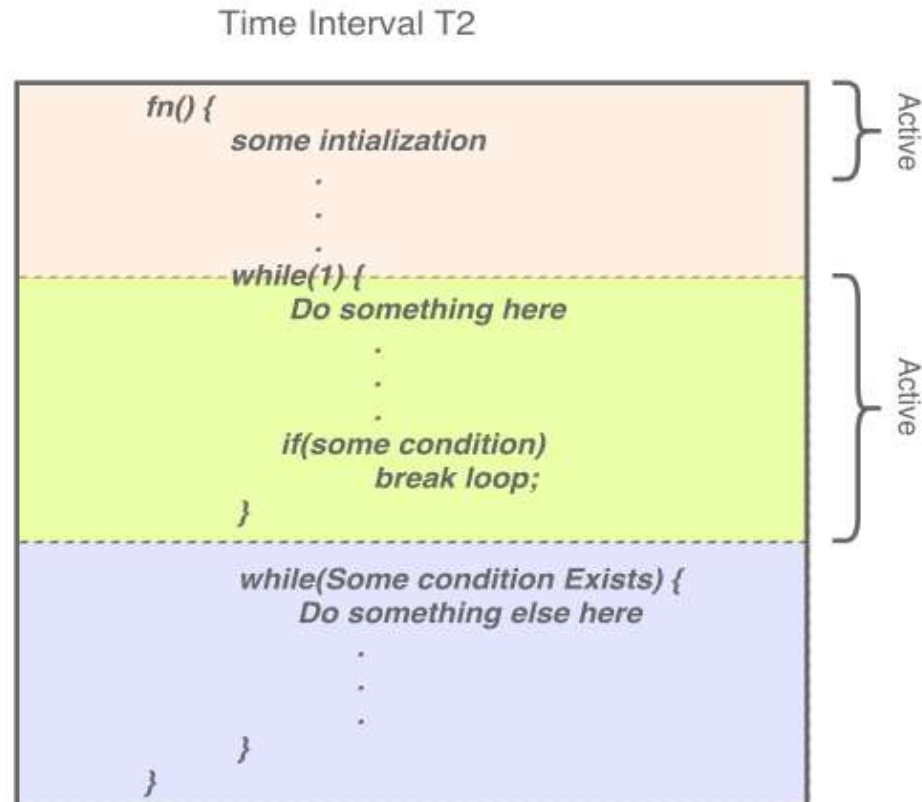 Time Interval T2
fn() {
some intialization
.
.
.
while(1) {
Do something here
.
.
.
if(some condition)
break loop;
}
while(Some condition Exists) {
Do something else here
.
.
.
}
}
Active
Active